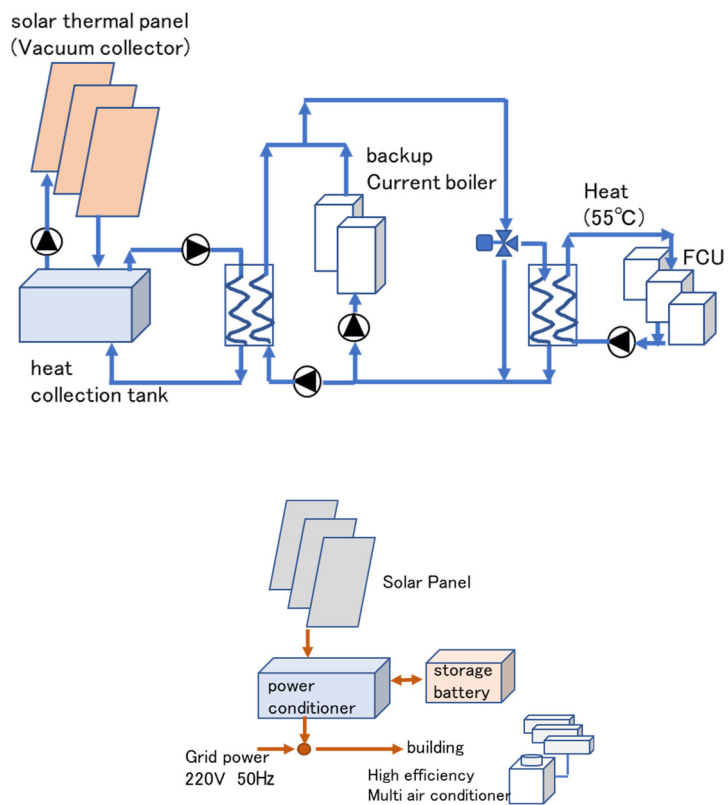 solar thermal panel
(Vacuum collector)
backup
Current boiler
Heat
(55℃)
FCU
heat
collection tank
Solar Panel
power
conditioner
storage
battery
Grid power
220V 50Hz
building
High efficiency
Multi air conditioner